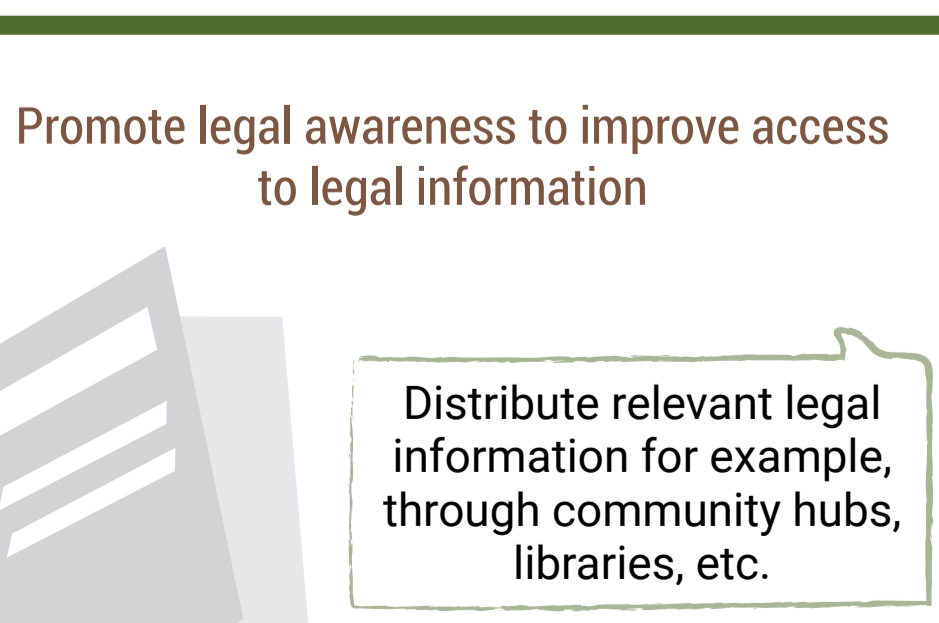 Promote legal awareness to improve access
to legal information
Distribute relevant legal
information for example,
through community hubs,
libraries, etc.